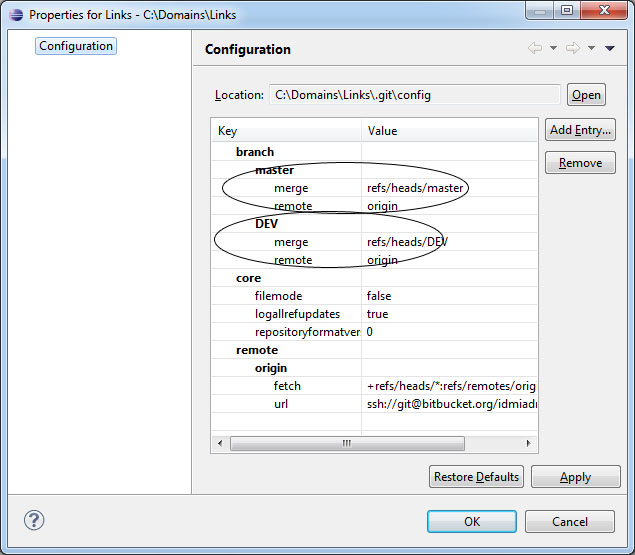 Properties for Links - C:\Domains\Links
Configuration
Configuration
Location: C:\Domains\Links\.git\config Open
Key Value Add Entry...
branch
master Remove
merge refs/heads/master
remote origin
DEV
merge refs/heads/DEV
remote origin
core
filemode false
logallrefupdates true
repositoryformatver 0
remote
origin
fetch +refs/heads/*:refs/remotes/orig
url ssh://git@bitbucket.org/idmiadr
Restore Defaults Apply
? OK Cancel